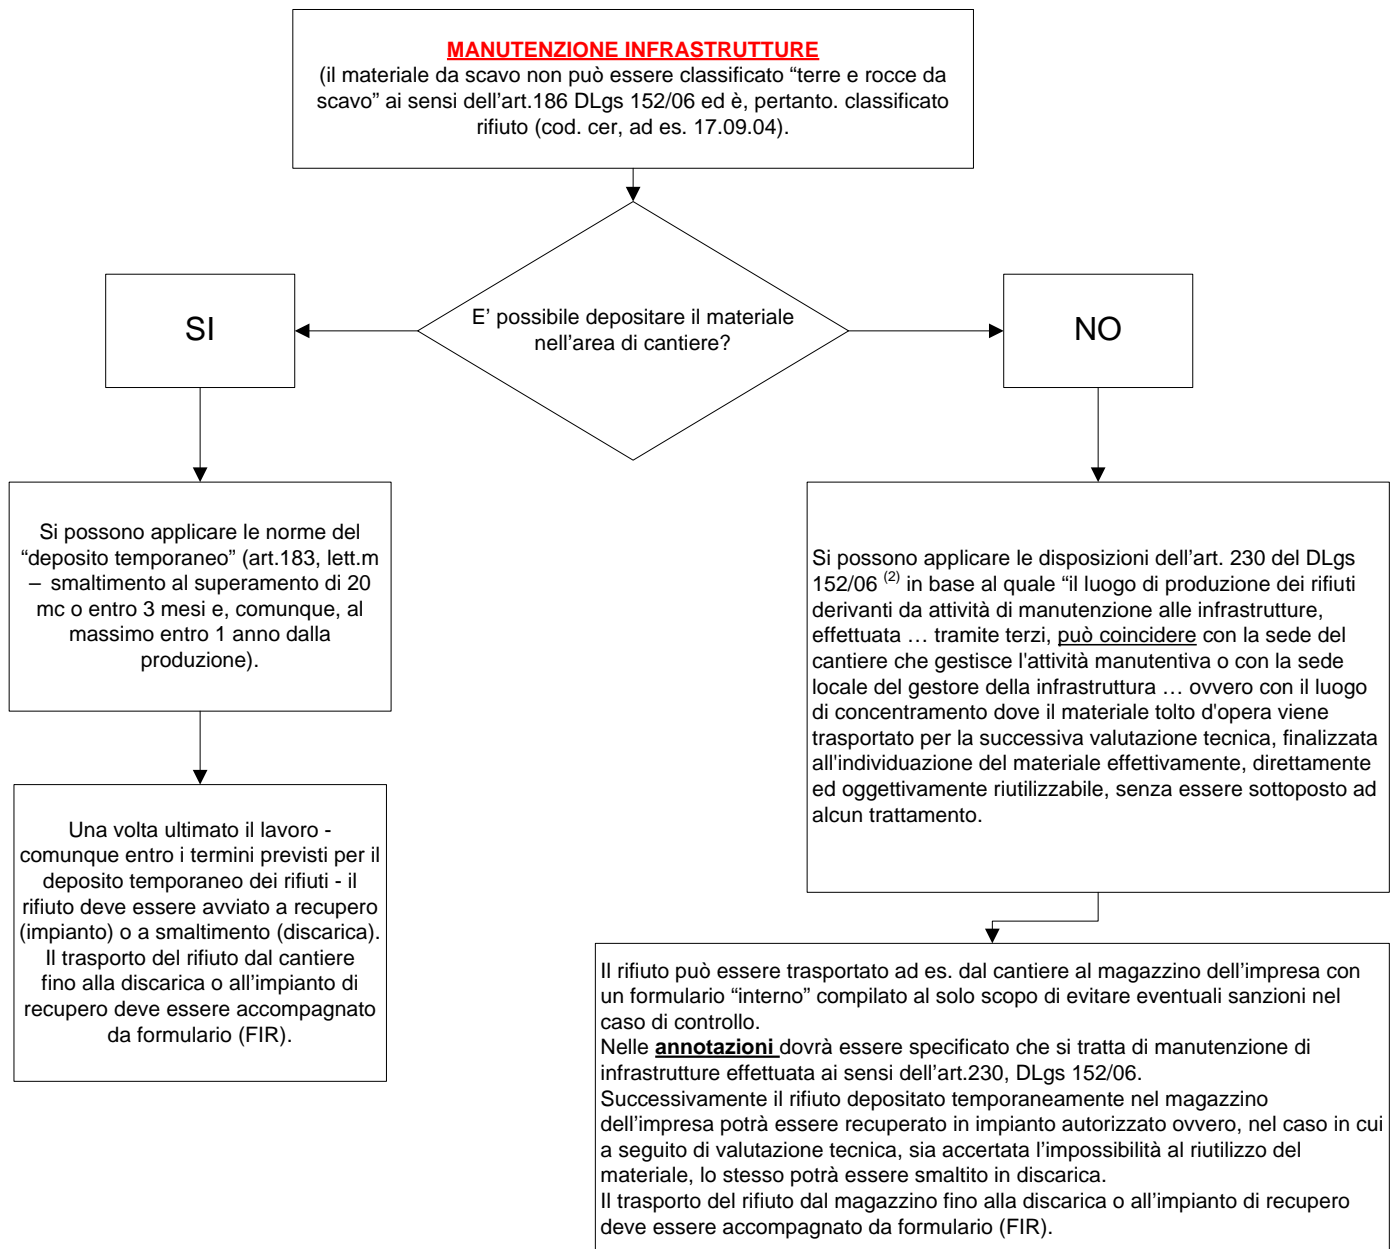 MANUTENZIONE INFRASTRUTTURE
(il materiale da scavo non può essere classificato “terre e rocce da
scavo” ai sensi dell’art.186 DLgs 152/06 ed è, pertanto. classificato
rifiuto (cod. cer, ad es. 17.09.04).
E’ possibile depositare il materiale
nell’area di cantiere?
SI
NO
Si possono applicare le norme del
“deposito temporaneo” (art.183, lett.m
– smaltimento al superamento di 20
mc o entro 3 mesi e, comunque, al
massimo entro 1 anno dalla
produzione).
Una volta ultimato il lavoro -
comunque entro i termini previsti per il
deposito temporaneo dei rifiuti - il
rifiuto deve essere avviato a recupero
(impianto) o a smaltimento (discarica).
Il trasporto del rifiuto dal cantiere
fino alla discarica o all’impianto di
recupero deve essere accompagnato
da formulario (FIR).
Si possono applicare le disposizioni dell’art. 230 del DLgs
152/06 (2) in base al quale “il luogo di produzione dei rifiuti
derivanti da attività di manutenzione alle infrastrutture,
effettuata … tramite terzi, può coincidere con la sede del
cantiere che gestisce l'attività manutentiva o con la sede
locale del gestore della infrastruttura … ovvero con il luogo
di concentramento dove il materiale tolto d'opera viene
trasportato per la successiva valutazione tecnica, finalizzata
all'individuazione del materiale effettivamente, direttamente
ed oggettivamente riutilizzabile, senza essere sottoposto ad
alcun trattamento.
Il rifiuto può essere trasportato ad es. dal cantiere al magazzino dell’impresa con
un formulario “interno” compilato al solo scopo di evitare eventuali sanzioni nel
caso di controllo.
Nelle annotazioni dovrà essere specificato che si tratta di manutenzione di
infrastrutture effettuata ai sensi dell’art.230, DLgs 152/06.
Successivamente il rifiuto depositato temporaneamente nel magazzino
dell’impresa potrà essere recuperato in impianto autorizzato ovvero, nel caso in cui
a seguito di valutazione tecnica, sia accertata l’impossibilità al riutilizzo del
materiale, lo stesso potrà essere smaltito in discarica.
Il trasporto del rifiuto dal magazzino fino alla discarica o all’impianto di recupero
deve essere accompagnato da formulario (FIR).